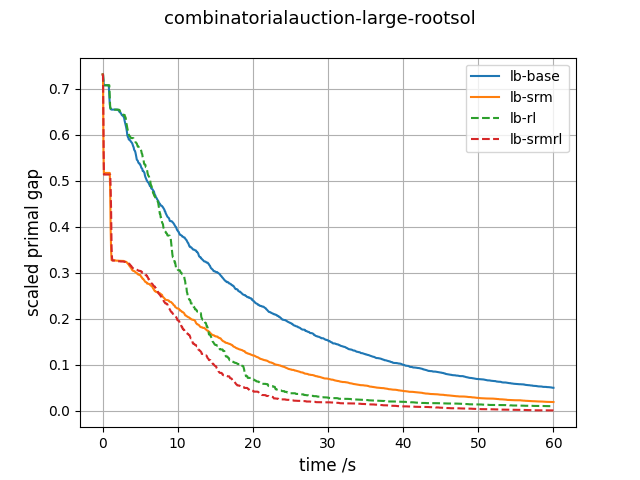 combinatorialauction-large-rootsol
lb-base
lb-srm
lb-rl
lb-srmrl
scaled primal gap
0.7
0.6
0.5
0.4
0.3
0.2
0.1
0.0
0 10 20 30 40 50 60
time /s